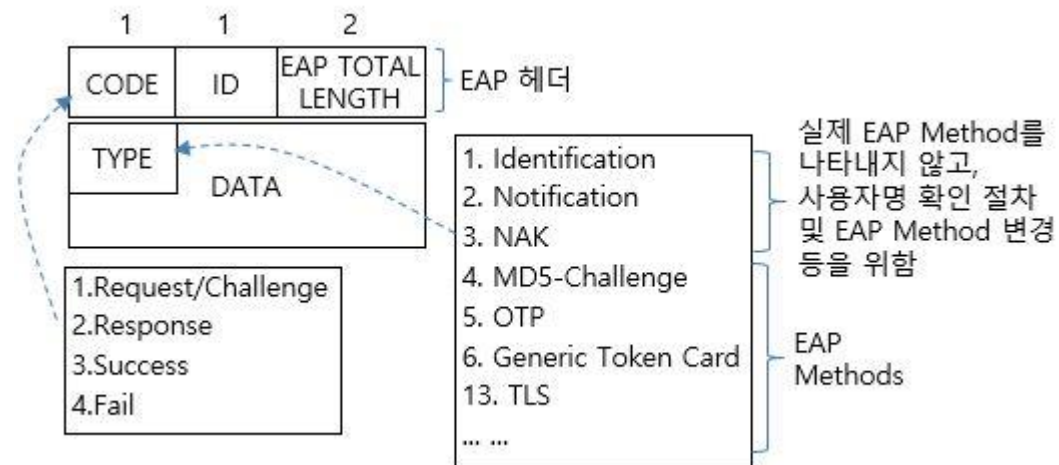 1 1 2
CODE ID EAP TOTAL
LENGTH
EAP 헤더
TYPE
DATA
1. Identification
2. Notification
3. NAK
4. MD5-Challenge
5. OTP
6. Generic Token Card
13. TLS
... ...
실제 EAP Method를
나타내지 않고,
사용자명 확인 절차
및 EAP Method 변경
등을 위함
EAP
Methods
1.Request/Challenge
2.Response
3.Success
4.Fail